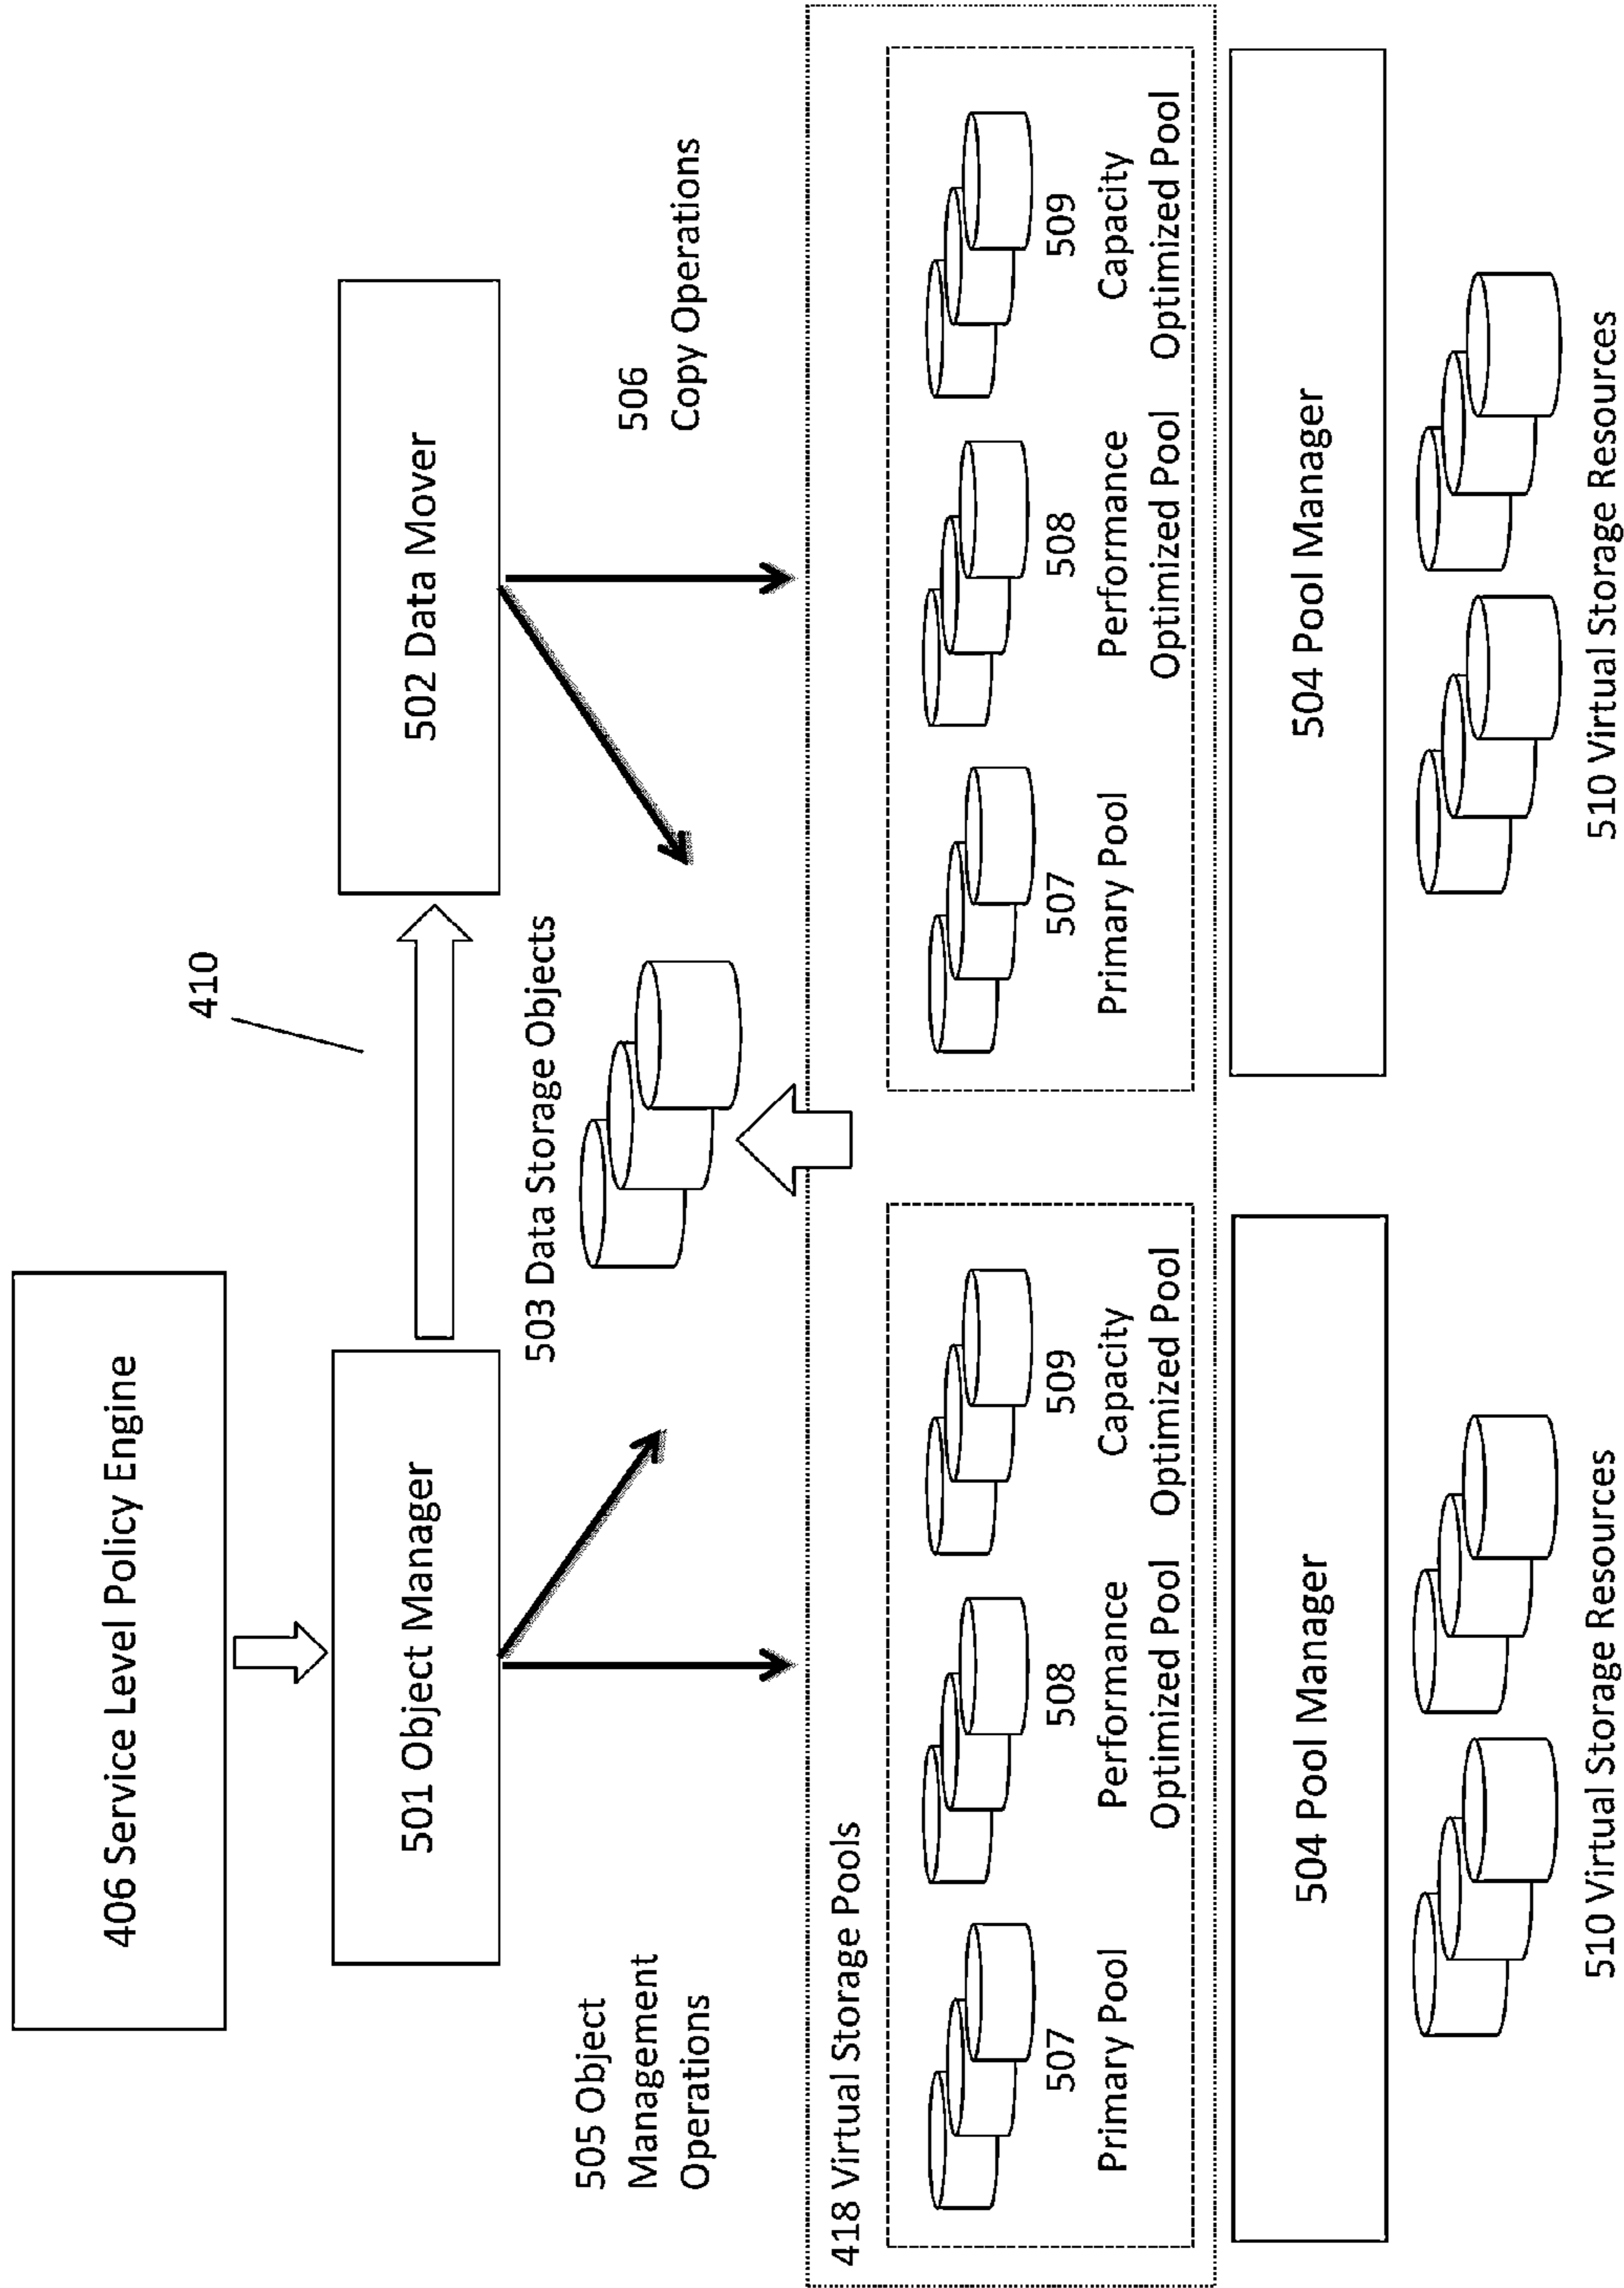 406 Service Level Policy Engine
410
501 Object Manager
502 Data Mover
503 Data Storage Objects
505 Object
Management
Operations
506
Copy Operations
418 Virtual Storage Pools
507
Primary Pool
508
Performance
Optimized Pool
509
Capacity
Optimized Pool
507
Primary Pool
508
Performance
Optimized Pool
509
Capacity
Optimized Pool
504 Pool Manager
504 Pool Manager
510 Virtual Storage Resources
510 Virtual Storage Resources